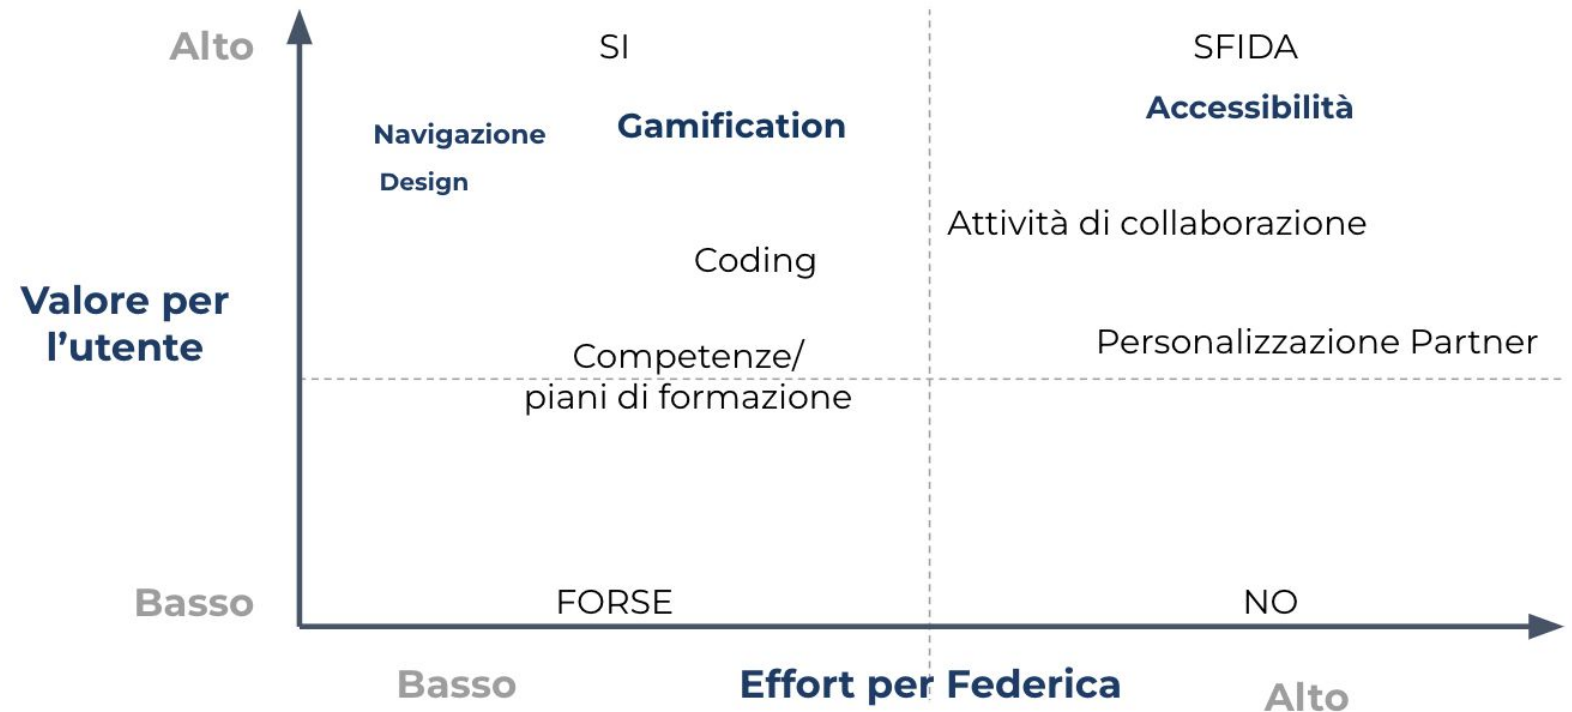 Alto
SI
SFIDA
Accessibilità
Gamification
Navigazione
Design
Attività di collaborazione
Coding
Valore per
l’utente
Personalizzazione Partner
Competenze/
piani di formazione
Basso
FORSE
NO
Basso
Effort per Federica
Alto